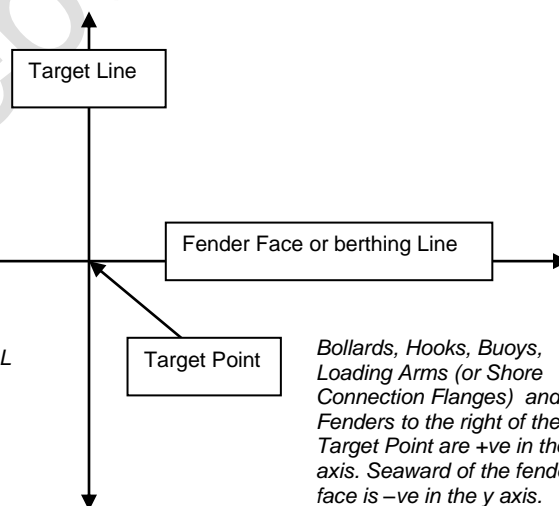 Target Line
Fender Face or berthing Line
L
Target Point
Bollards, Hooks, Buoys,
Loading Arms (or Shore
Connection Flanges) and
Fenders to the right of the
Target Point are +ve in the
axis. Seaward of the fende
face is –ve in the y axis.